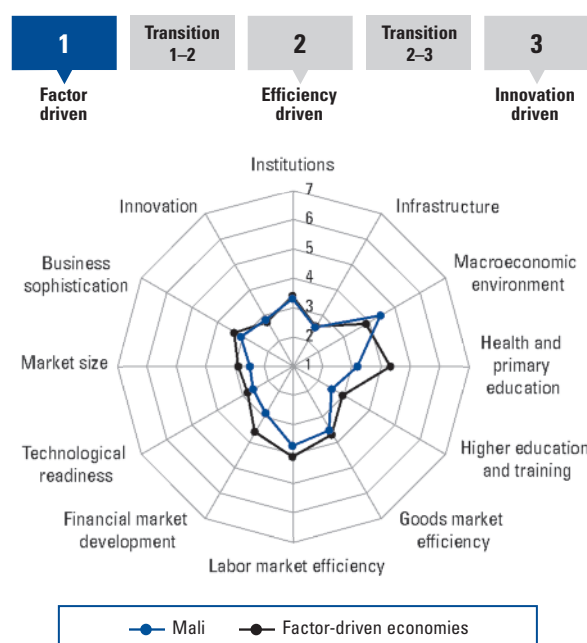 1
Transition
1–2
2
Transition
2–3
3
Factor
driven
Efficiency
driven
Innovation
driven
Institutions
7
Innovation
Infrastructure
6
5
Business
sophistication
Macroeconomic
environment
4
3
2
Market size
1
Health and
primary
education
Technological
readiness
Higher education
and training
Financial market
development
Goods market
efficiency
Labor market efficiency
Mali
Factor-driven economies